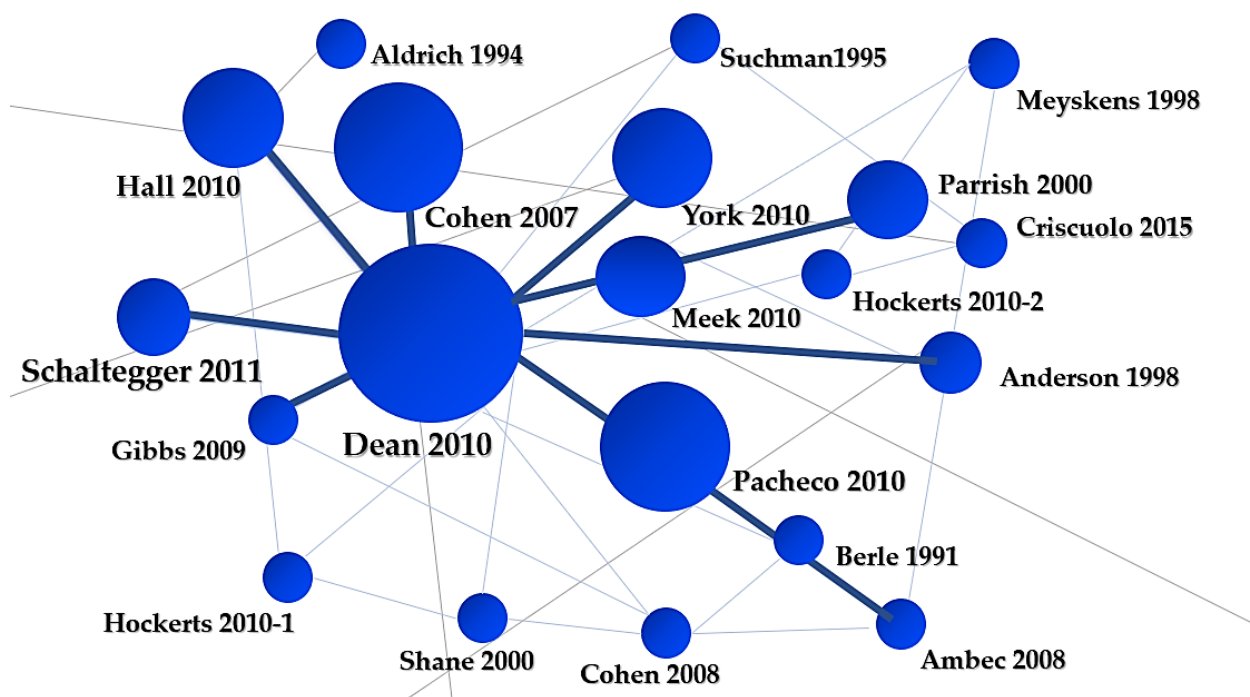 Aldrich 1994
Suchman1995
Meyskens 1998
Hall 2010
Cohen 2007
York 2010
Parrish 2000
Criscuolo 2015
Hockerts 2010-2
Meek 2010
Schaltegger 2011
Anderson 1998
Gibbs 2009
Dean 2010
Pacheco 2010
Berle 1991
Hockerts 2010-1
Shane 2000
Cohen 2008
Ambec 2008